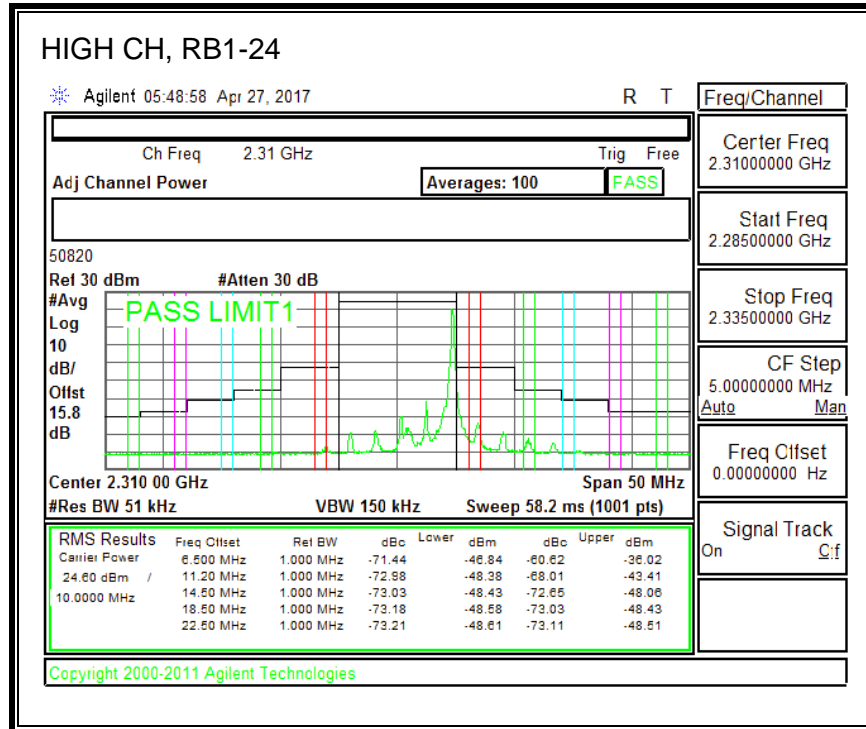 HIGH CH, RB1-24
Agilent 05:48:58 Apr 27, 2017 R T
Freq/Channel
Ch Freq 2.31 GHz Trig Free
Adj Channel Power Averages: 100 PASS
Center Freq
2.31000000 GHz
Start Freq
2.28500000 GHz
50820
Ref 30 dBm #Atten 30 dB
#Avg
Log
10
dB/
Offst
15.8
dB
PASS LIMIT1
Stop Freq
2.33500000 GHz
CF Step
5.00000000 MHz
Auto Man
Freq Offset
0.00000000 Hz
Center 2.310 00 GHz Span 50 MHz
#Res BW 51 kHz VBW 150 kHz Sweep 58.2 ms (1001 pts)
Signal Track
On Off
RMS Results Freq Offset Ref BW dBc Lower dBm dBc Upper dBm
Carrier Power 6.500 MHz 1.000 MHz -71.44 -46.84 -60.62 -36.02
24.60 dBm / 11.20 MHz 1.000 MHz -72.98 -48.38 -68.01 -43.41
10.0000 MHz 14.50 MHz 1.000 MHz -73.03 -48.43 -72.65 -48.06
18.50 MHz 1.000 MHz -73.18 -48.58 -73.03 -48.43
22.50 MHz 1.000 MHz -73.21 -48.61 -73.11 -48.51
Copyright 2000-2011 Agilent Technologies